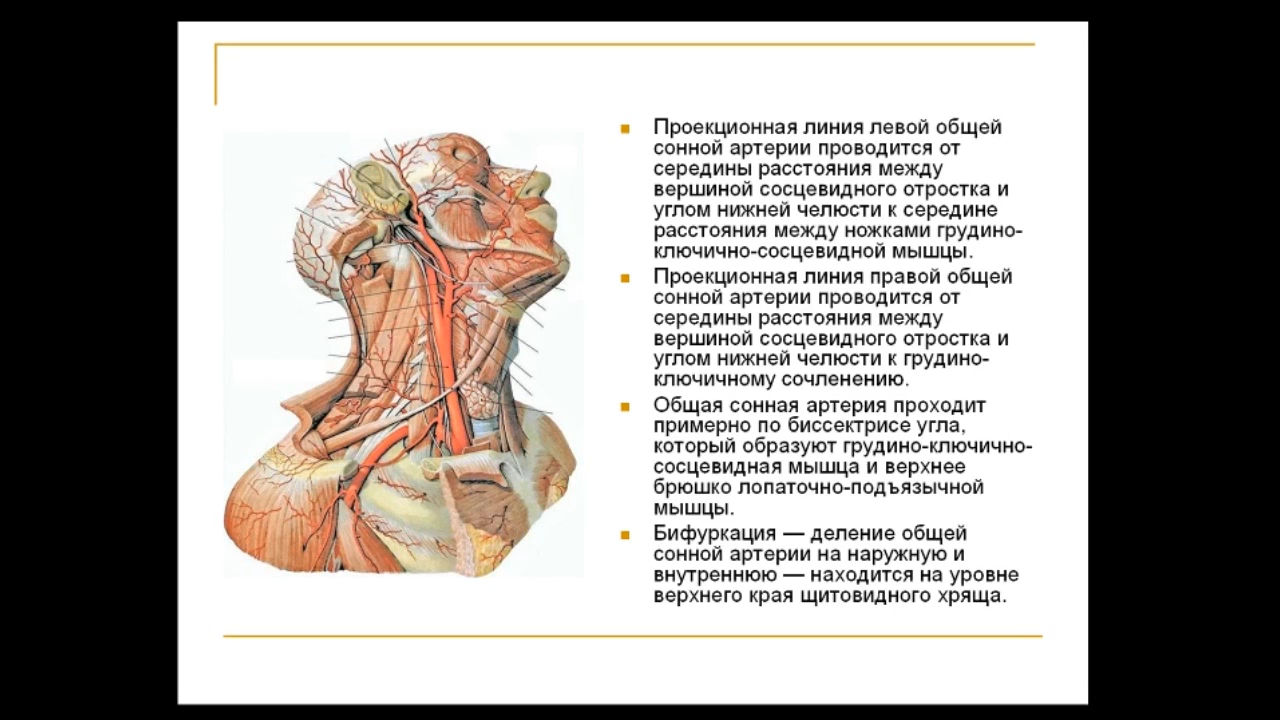 Проекционная линия левой общей
сонной артерии проводится от
середины расстояния между
вершиной сосцевидного отростка и
углом нижней челюсти к середине
расстояния между ножками грудино-
ключично-сосцевидной мышцы.
Проекционная линия правой общей
сонной артерии проводится от
середины расстояния между
вершиной сосцевидного отростка и
углом нижней челюсти к грудино-
ключичному сочленению.
Общая сонная артерия проходит
примерно по биссектрисе угла,
который образуют грудино-ключично-
сосцевидная мышца и верхнее
брюшко лопаточно-подъязычной
мышцы.
Бифуркация — деление общей
сонной артерии на наружную и
внутреннюю — находится на уровне
верхнего края щитовидного хряща.